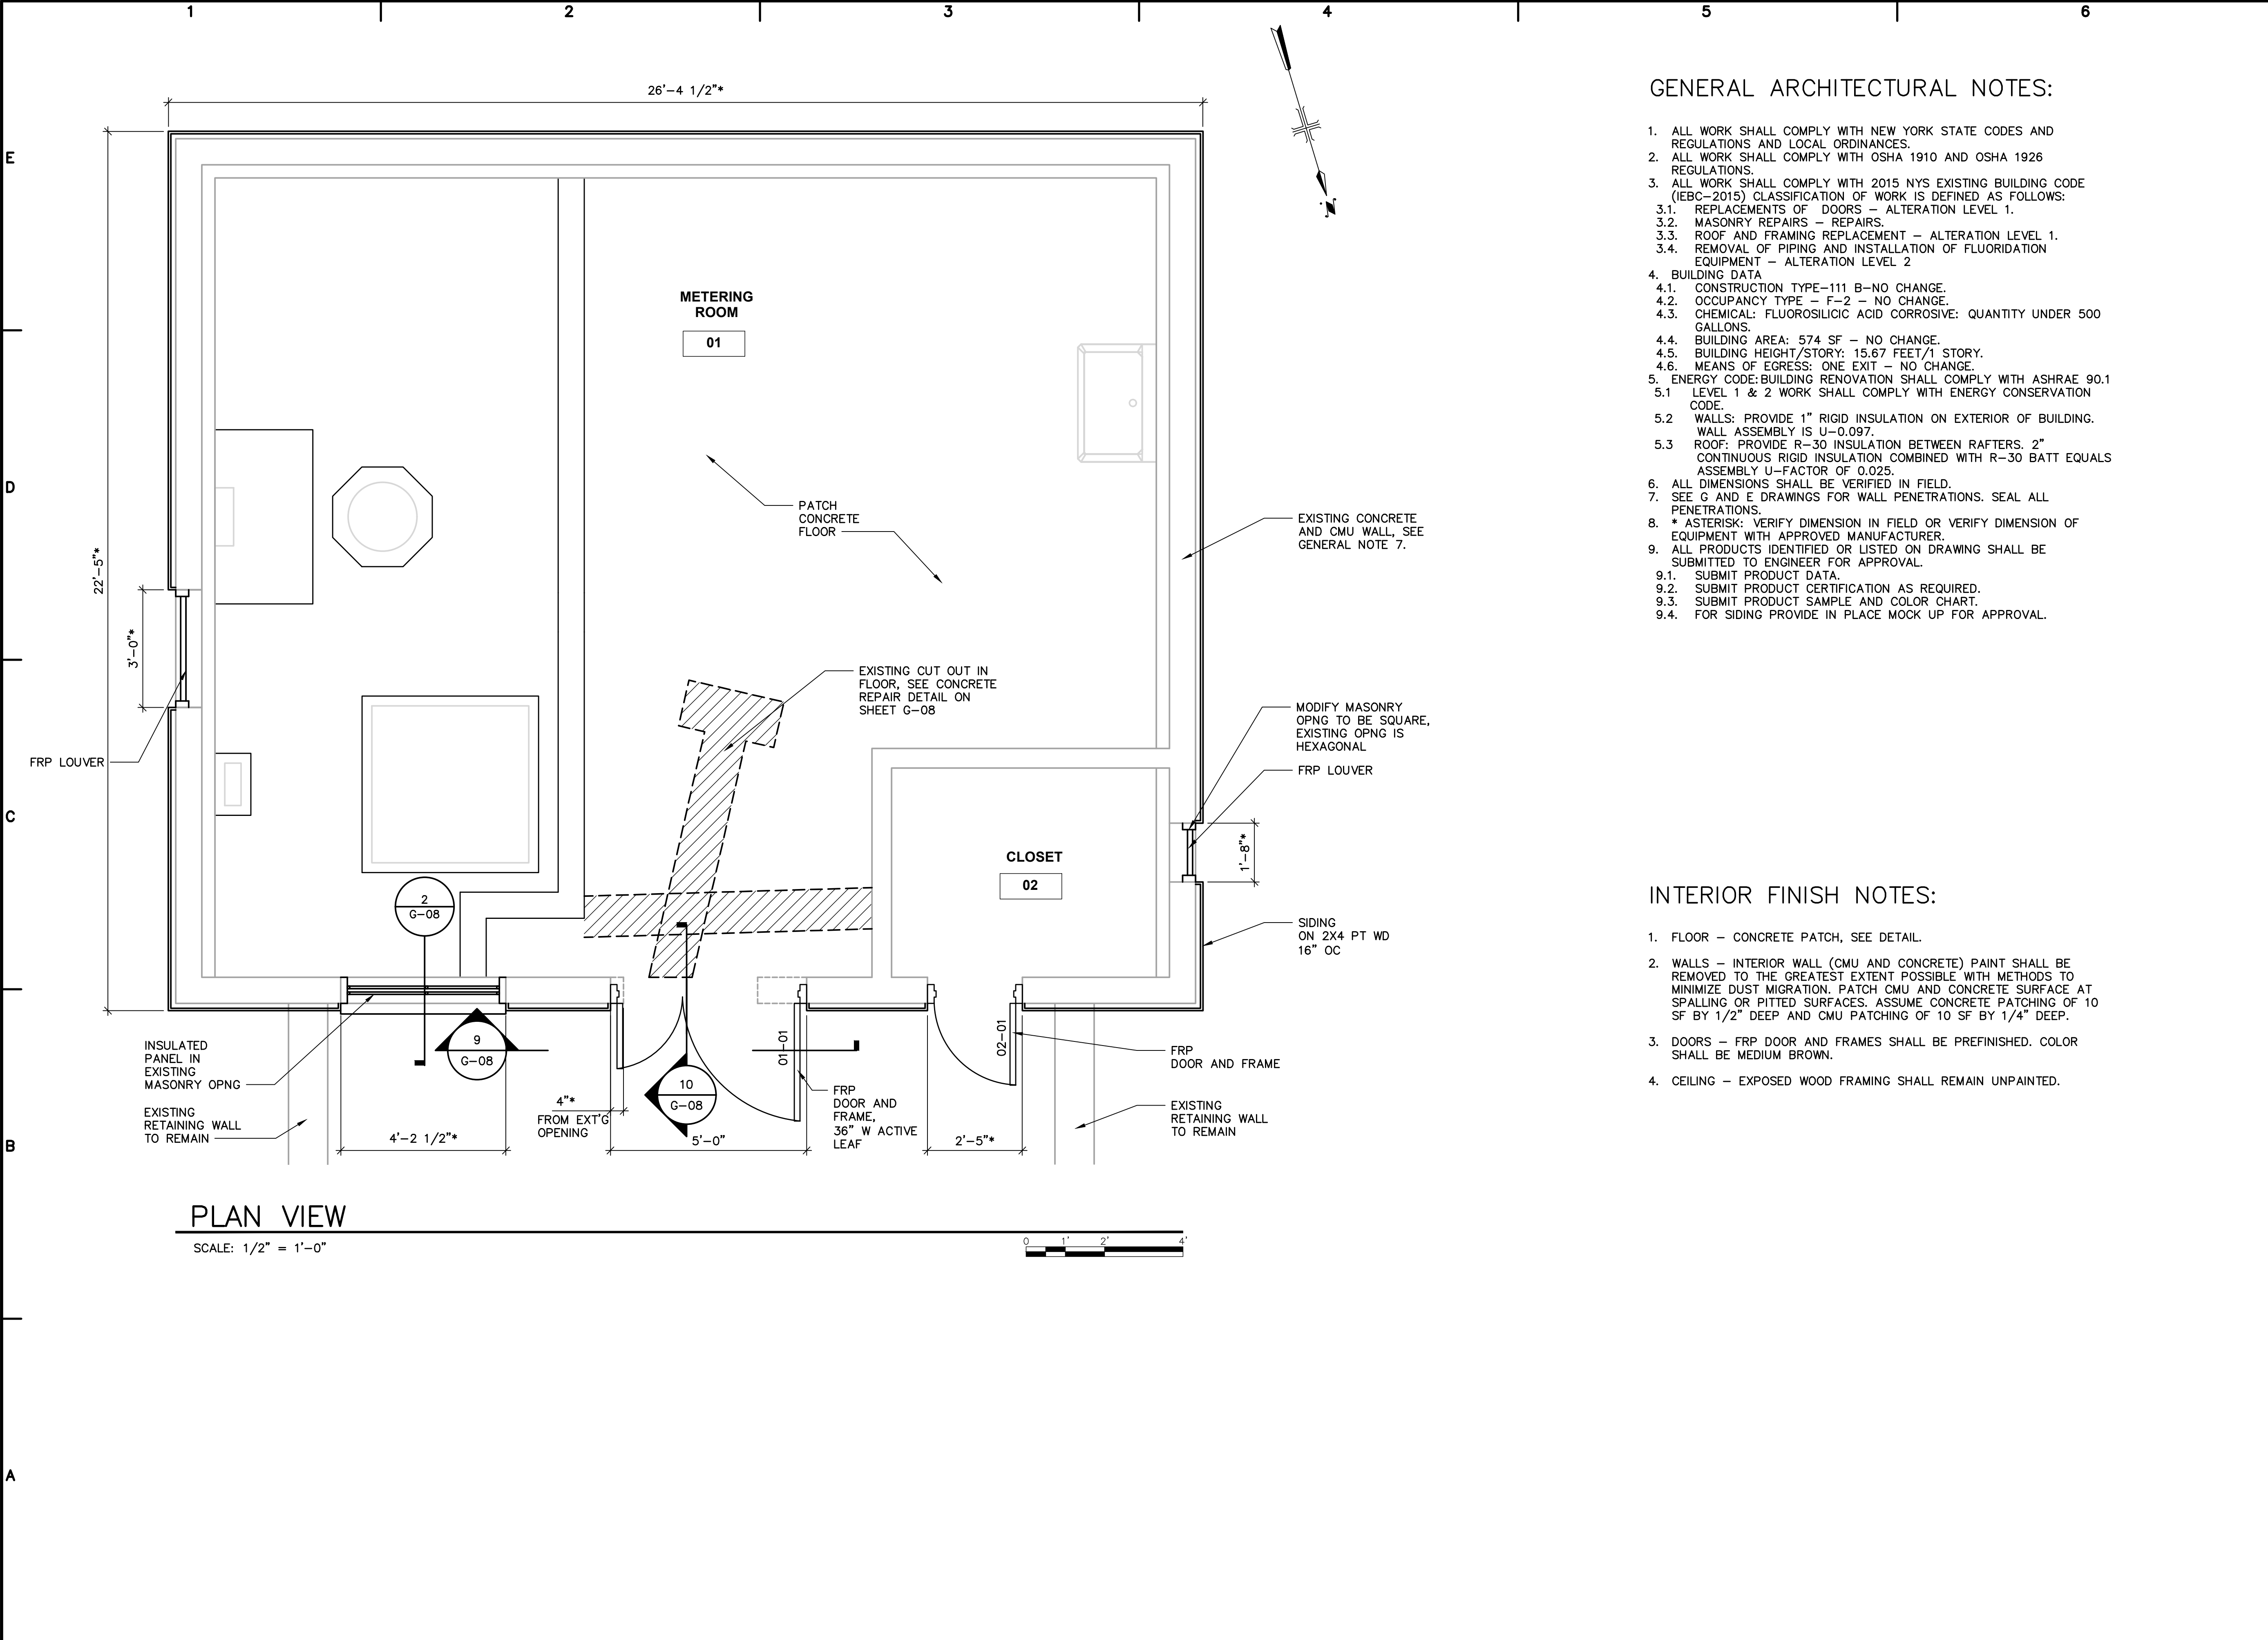 1 2 3 4 5 6
E
D
C
B
A
26'-4 1/2"*
22'-5"*
3'-0"*
N
METERING
ROOM
01
PATCH
CONCRETE
FLOOR
EXISTING CONCRETE
AND CMU WALL, SEE
GENERAL NOTE 7.
EXISTING CUT OUT IN
FLOOR, SEE CONCRETE
REPAIR DETAIL ON
SHEET G-08
MODIFY MASONRY
OPNG TO BE SQUARE,
EXISTING OPNG IS
HEXAGONAL
FRP LOUVER
FRP LOUVER
1'-8"*
CLOSET
02
2
G-08
SIDING
ON 2X4 PT WD
16" OC
9
G-08
10
G-08
01-01
02-01
INSULATED
PANEL IN
EXISTING
MASONRY OPNG
EXISTING
RETAINING WALL
TO REMAIN
4'-2 1/2"*
4"*
FROM EXT'G
OPENING
5'-0"
FRP
DOOR AND
FRAME,
36" W ACTIVE
LEAF
2'-5"*
FRP
DOOR AND FRAME
EXISTING
RETAINING WALL
TO REMAIN
PLAN VIEW
SCALE: 1/2" = 1'-0"
0 1' 2' 4'
GENERAL ARCHITECTURAL NOTES:
1. ALL WORK SHALL COMPLY WITH NEW YORK STATE CODES AND
REGULATIONS AND LOCAL ORDINANCES.
2. ALL WORK SHALL COMPLY WITH OSHA 1910 AND OSHA 1926
REGULATIONS.
3. ALL WORK SHALL COMPLY WITH 2015 NYS EXISTING BUILDING CODE
(IEBC-2015) CLASSIFICATION OF WORK IS DEFINED AS FOLLOWS:
3.1. REPLACEMENTS OF DOORS - ALTERATION LEVEL 1.
3.2. MASONRY REPAIRS - REPAIRS.
3.3. ROOF AND FRAMING REPLACEMENT - ALTERATION LEVEL 1.
3.4. REMOVAL OF PIPING AND INSTALLATION OF FLUORIDATION
EQUIPMENT - ALTERATION LEVEL 2
4. BUILDING DATA
4.1. CONSTRUCTION TYPE-111 B-NO CHANGE.
4.2. OCCUPANCY TYPE - F-2 - NO CHANGE.
4.3. CHEMICAL: FLUOROSILICIC ACID CORROSIVE: QUANTITY UNDER 500
GALLONS.
4.4. BUILDING AREA: 574 SF - NO CHANGE.
4.5. BUILDING HEIGHT/STORY: 15.67 FEET/1 STORY.
4.6. MEANS OF EGRESS: ONE EXIT - NO CHANGE.
5. ENERGY CODE: BUILDING RENOVATION SHALL COMPLY WITH ASHRAE 90.1
5.1 LEVEL 1 & 2 WORK SHALL COMPLY WITH ENERGY CONSERVATION
CODE.
5.2 WALLS: PROVIDE 1" RIGID INSULATION ON EXTERIOR OF BUILDING.
WALL ASSEMBLY IS U-0.097.
5.3 ROOF: PROVIDE R-30 INSULATION BETWEEN RAFTERS. 2"
CONTINUOUS RIGID INSULATION COMBINED WITH R-30 BATT EQUALS
ASSEMBLY U-FACTOR OF 0.025.
6. ALL DIMENSIONS SHALL BE VERIFIED IN FIELD.
7. SEE G AND E DRAWINGS FOR WALL PENETRATIONS. SEAL ALL
PENETRATIONS.
8. * ASTERISK: VERIFY DIMENSION IN FIELD OR VERIFY DIMENSION OF
EQUIPMENT WITH APPROVED MANUFACTURER.
9. ALL PRODUCTS IDENTIFIED OR LISTED ON DRAWING SHALL BE
SUBMITTED TO ENGINEER FOR APPROVAL.
9.1. SUBMIT PRODUCT DATA.
9.2. SUBMIT PRODUCT CERTIFICATION AS REQUIRED.
9.3. SUBMIT PRODUCT SAMPLE AND COLOR CHART.
9.4. FOR SIDING PROVIDE IN PLACE MOCK UP FOR APPROVAL.
INTERIOR FINISH NOTES:
1. FLOOR - CONCRETE PATCH, SEE DETAIL.
2. WALLS - INTERIOR WALL (CMU AND CONCRETE) PAINT SHALL BE
REMOVED TO THE GREATEST EXTENT POSSIBLE WITH METHODS TO
MINIMIZE DUST MIGRATION. PATCH CMU AND CONCRETE SURFACE AT
SPALLING OR PITTED SURFACES. ASSUME CONCRETE PATCHING OF 10
SF BY 1/2" DEEP AND CMU PATCHING OF 10 SF BY 1/4" DEEP.
3. DOORS - FRP DOOR AND FRAMES SHALL BE PREFINISHED. COLOR
SHALL BE MEDIUM BROWN.
4. CEILING - EXPOSED WOOD FRAMING SHALL REMAIN UNPAINTED.